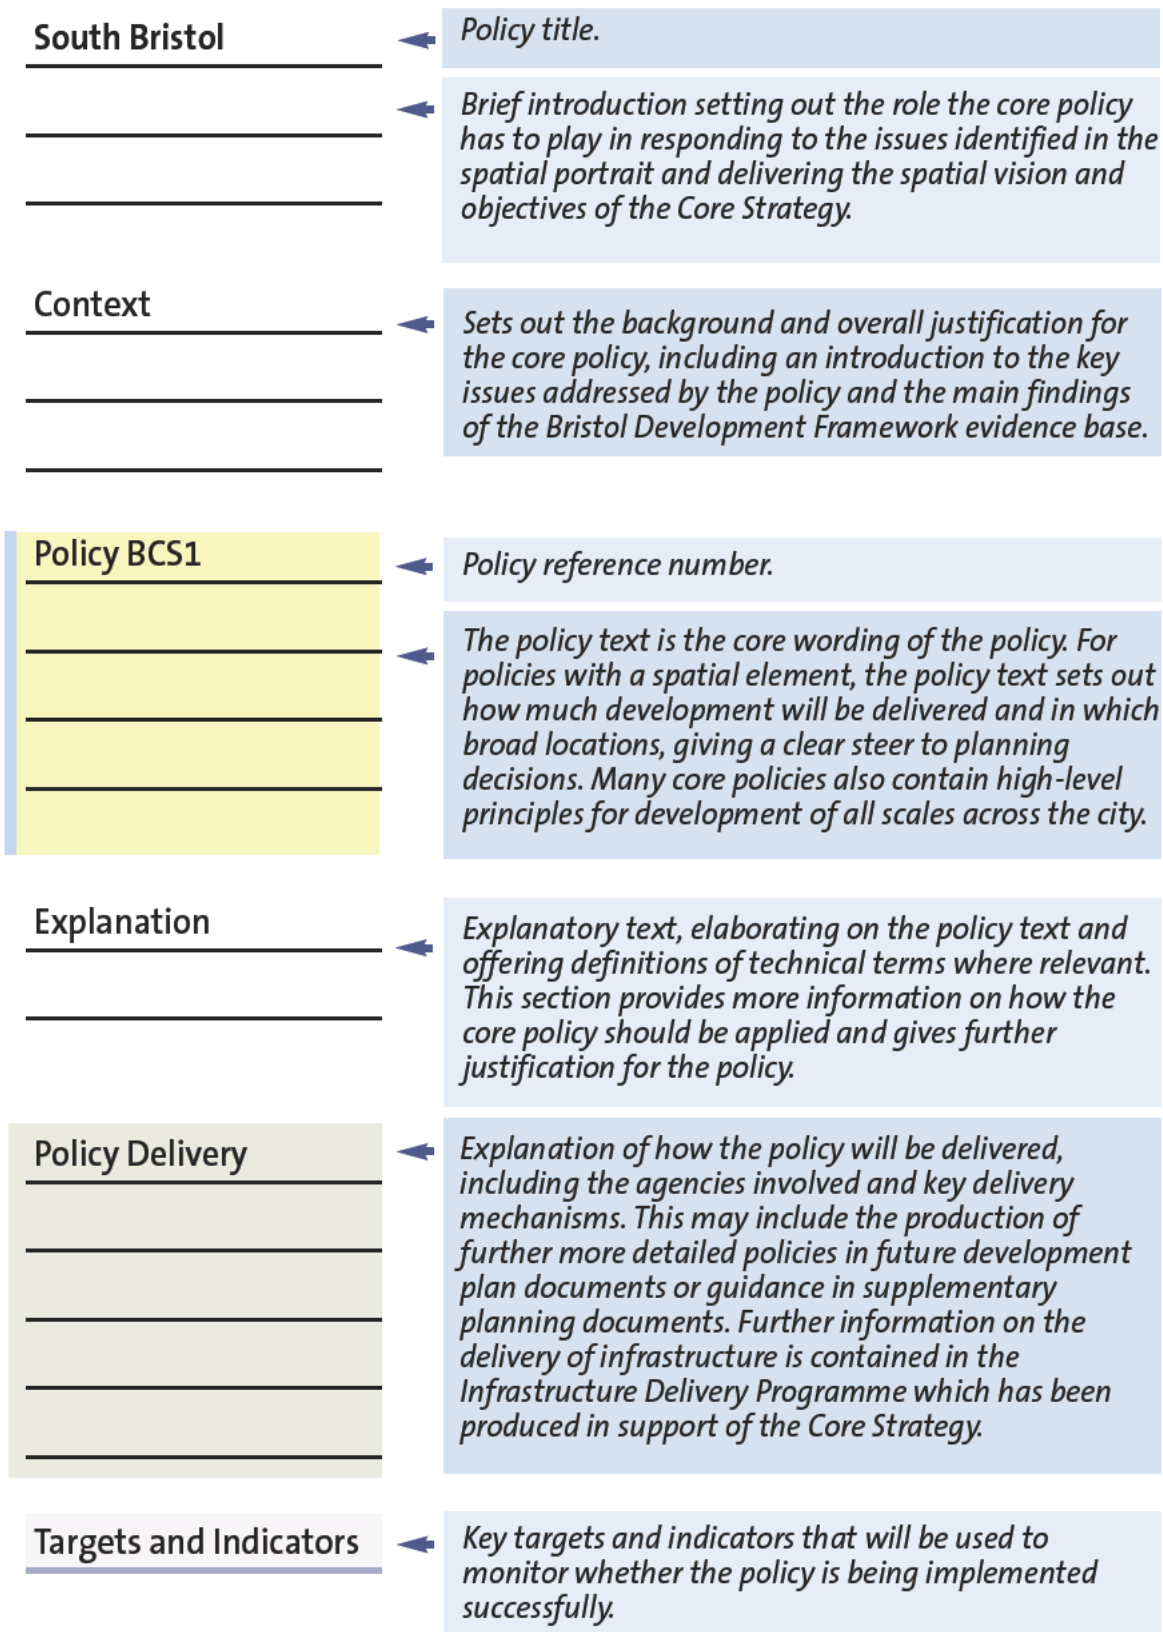 South Bristol
Policy title.
Brief introduction setting out the role the core policy
has to play in responding to the issues identified in the
spatial portrait and delivering the spatial vision and
objectives of the Core Strategy.
Context
Sets out the background and overall justification for
the core policy, including an introduction to the key
issues addressed by the policy and the main findings
of the Bristol Development Framework evidence base.
Policy BCS1
Policy reference number.
The policy text is the core wording of the policy. For
policies with a spatial element, the policy text sets out
how much development will be delivered and in which
broad locations, giving a clear steer to planning
decisions. Many core policies also contain high-level
principles for development of all scales across the city.
Explanation
Explanatory text, elaborating on the policy text and
offering definitions of technical terms where relevant.
This section provides more information on how the
core policy should be applied and gives further
justification for the policy.
Policy Delivery
Explanation of how the policy will be delivered,
including the agencies involved and key delivery
mechanisms. This may include the production of
further more detailed policies in future development
plan documents or guidance in supplementary
planning documents. Further information on the
delivery of infrastructure is contained in the
Infrastructure Delivery Programme which has been
produced in support of the Core Strategy.
Targets and Indicators
Key targets and indicators that will be used to
monitor whether the policy is being implemented
successfully.